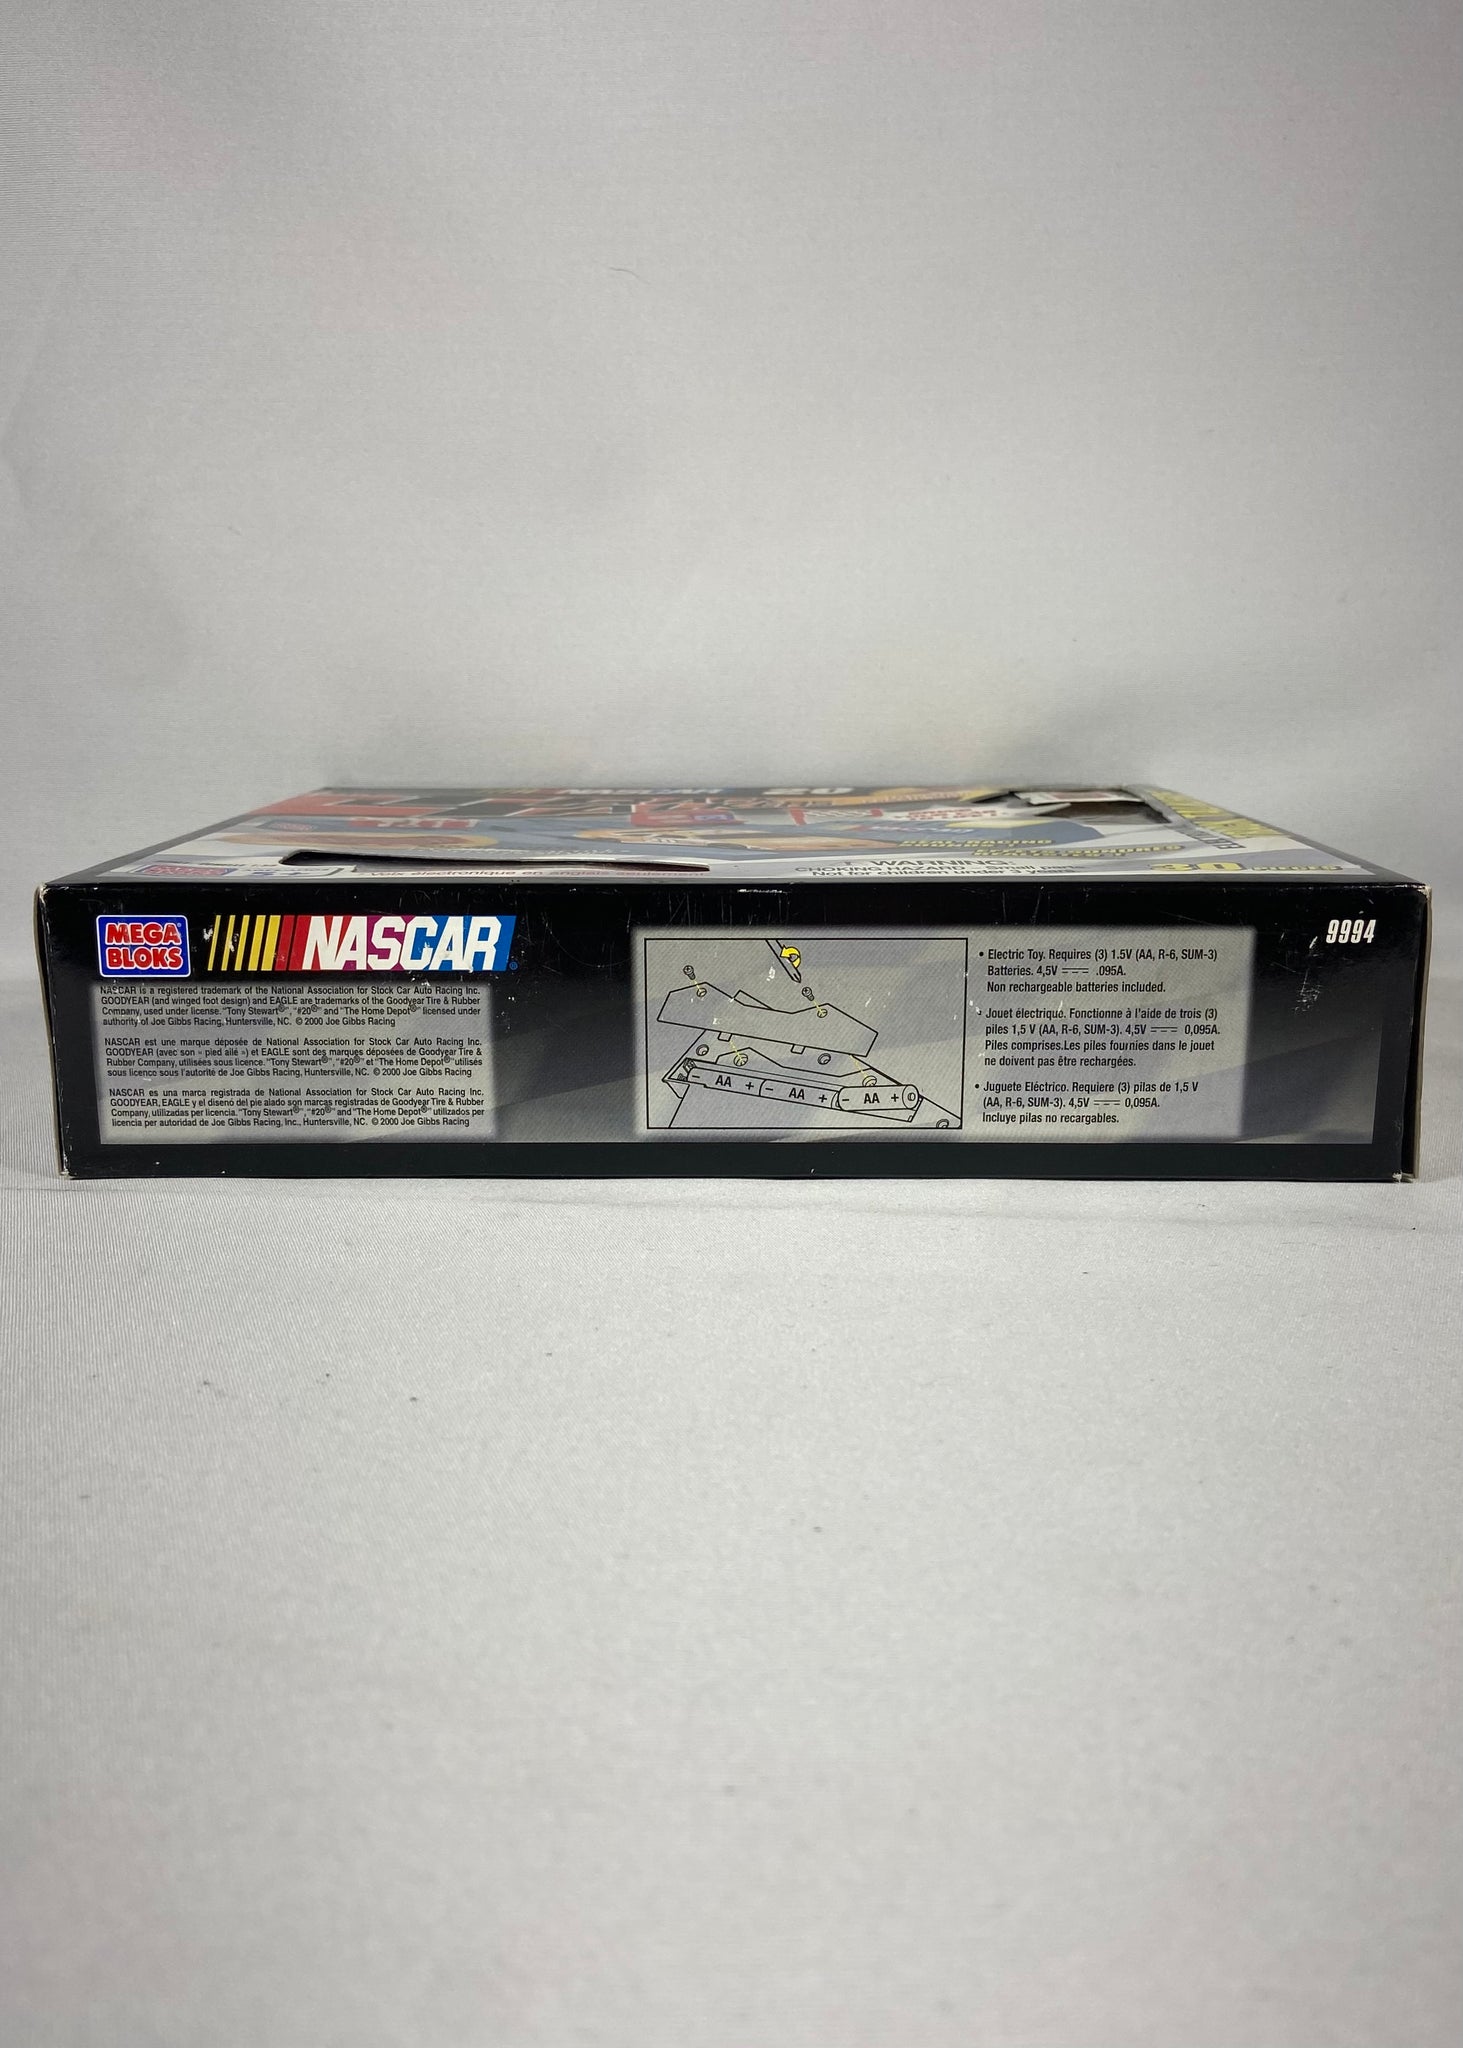 NASCAR 20
WARNING:
CHOKING HAZARD - Small parts
Not for children under 3 years
30
Voix électronique en anglais seulement
MEGA
BLOKS
NASCAR
9994
NASCAR is a registered trademark of the National Association for Stock Car Auto Racing Inc.
GOODYEAR (and winged foot design) and EAGLE are trademarks of the Goodyear Tire & Rubber
Company, used under license. "Tony Stewart®", "#20®" and "The Home Depot®" licensed under
authority of Joe Gibbs Racing, Huntersville, NC. © 2000 Joe Gibbs Racing
NASCAR est une marque déposée de National Association for Stock Car Auto Racing Inc.
GOODYEAR (avec son « pied ailé ») et EAGLE sont des marques déposées de Goodyear Tire &
Rubber Company, utilisées sous licence. "Tony Stewart®", "#20®" et "The Home Depot®" utilisés
sous licence sous l'autorité de Joe Gibbs Racing, Huntersville, NC. © 2000 Joe Gibbs Racing
NASCAR es una marca registrada de National Association for Stock Car Auto Racing Inc.
GOODYEAR, EAGLE y el disenó del pie alado son marcas registradas de Goodyear Tire & Rubber
Company, utilizadas per licencia. "Tony Stewart®", "#20®" and "The Home Depot®" utilizados per
licencia per autoridad de Joe Gibbs Racing, Inc., Huntersville, NC. © 2000 Joe Gibbs Racing
- AA + - AA + - AA +
• Electric Toy. Requires (3) 1.5V (AA, R-6, SUM-3)
Batteries. 4,5V ⎓ .095A.
Non rechargeable batteries included.
• Jouet électrique. Fonctionne à l'aide de trois (3)
piles 1,5 V (AA, R-6, SUM-3). 4,5V ⎓ 0,095A.
Piles comprises.Les piles fournies dans le jouet
ne doivent pas être rechargées.
• Juguete Eléctrico. Requiere (3) pilas de 1,5 V
(AA, R-6, SUM-3). 4,5V ⎓ 0,095A.
Incluye pilas no recargables.